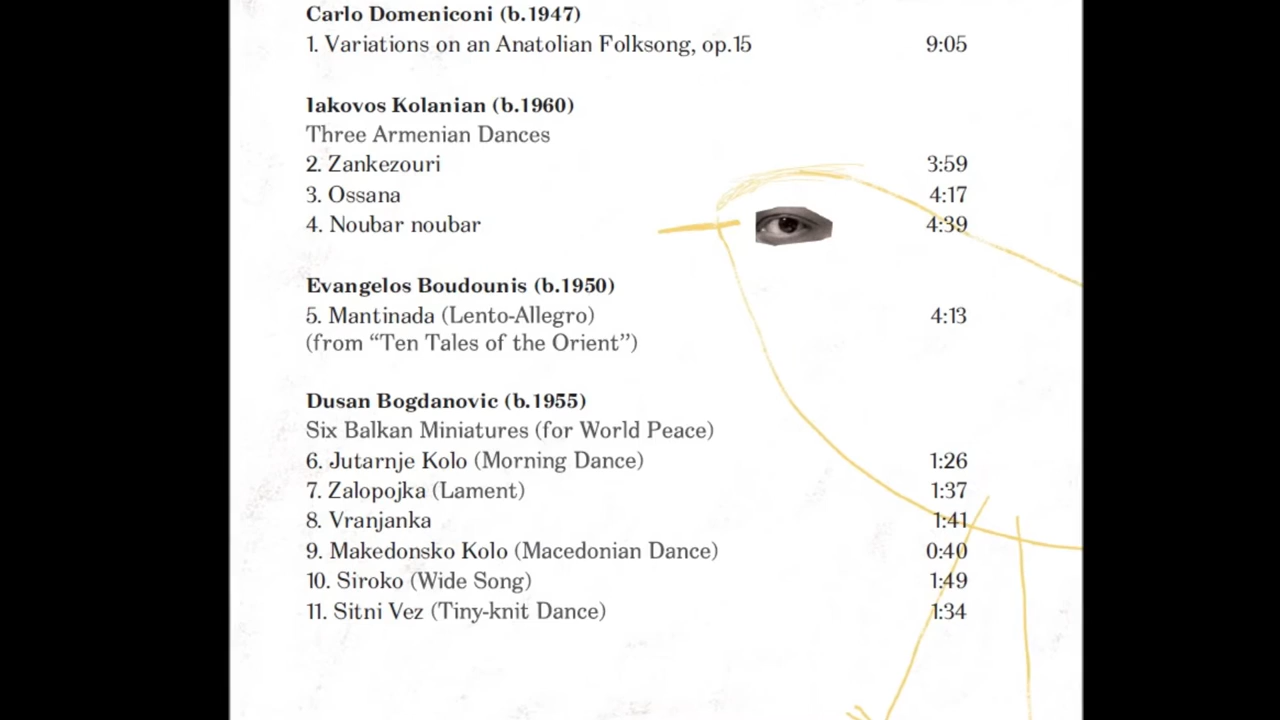 Carlo Domeniconi (b.1947)
1. Variations on an Anatolian Folksong, op.15 9:05
Iakovos Kolanian (b.1960)
Three Armenian Dances
2. Zankezouri 3:59
3. Ossana 4:17
4. Noubar noubar 4:39
Evangelos Boudounis (b.1950)
5. Mantinada (Lento-Allegro) 4:13
(from “Ten Tales of the Orient”)
Dusan Bogdanovic (b.1955)
Six Balkan Miniatures (for World Peace)
6. Jutarnje Kolo (Morning Dance) 1:26
7. Zalopojka (Lament) 1:37
8. Vranjanka 1:41
9. Makedonsko Kolo (Macedonian Dance) 0:40
10. Siroko (Wide Song) 1:49
11. Sitni Vez (Tiny-knit Dance) 1:34